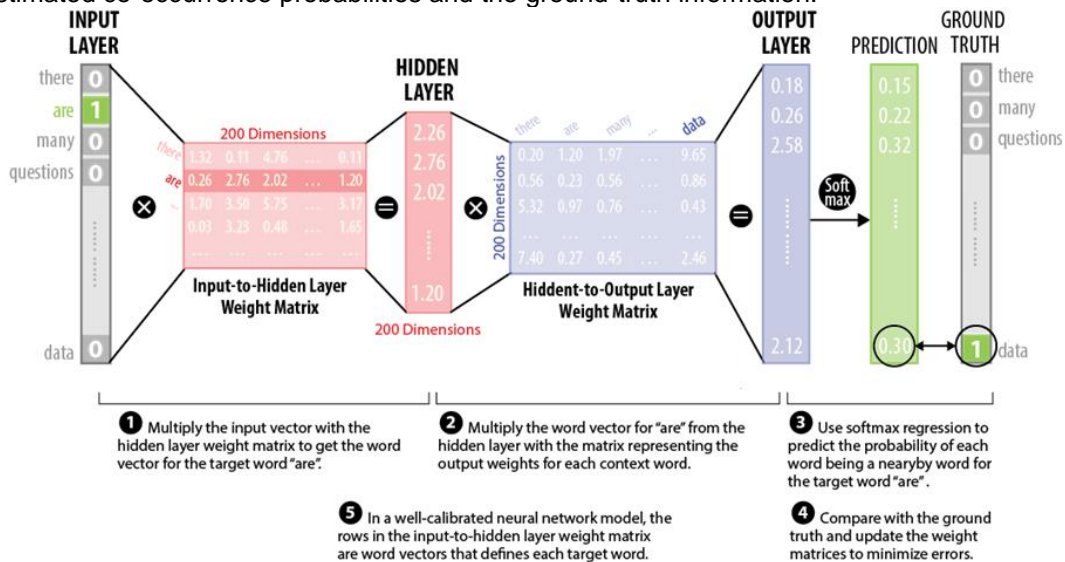 stimated co-occurrence probabilities and the ground truth information.
INPUT
LAYER
there 0
are 1
many 0
questions 0
data 0
200 Dimensions
there 1.32 0.11 4.76 ... 0.11
are 0.26 2.76 2.02 ... 1.20
.. 1.70 3.50 5.75 ... 3.17
0.03 3.23 0.48 ... 1.65
... ... ... ... ...
Input-to-Hidden Layer
Weight Matrix
HIDDEN
LAYER
2.26
2.76
2.02
1.20
200 Dimensions
there are many ... data
200 Dimensions
0.20 1.20 1.97 ... 9.65
0.56 0.23 0.56 ... 0.86
5.32 0.97 0.76 ... 0.43
... ... ... ... ...
7.40 0.27 0.45 ... 2.46
Hiddent-to-Output Layer
Weight Matrix
OUTPUT
LAYER
0.18
0.26
2.58
2.12
Soft
max
PREDICTION
0.15
0.22
0.32
0.30
GROUND
TRUTH
0 there
0 many
0 questions
1 data
1 Multiply the input vector with the
hidden layer weight matrix to get the word
vector for the target word "are".
2 Multiply the word vector for "are" from the
hidden layer with the matrix representing the
output weights for each context word.
3 Use softmax regression to
predict the probability of each
word being a nearyby word for
the target word "are" .
5 In a well-calibrated neural network model, the
rows in the input-to-hidden layer weight matrix
are word vectors that defines each target word.
4 Compare with the ground
truth and update the weight
matrices to minimize errors.